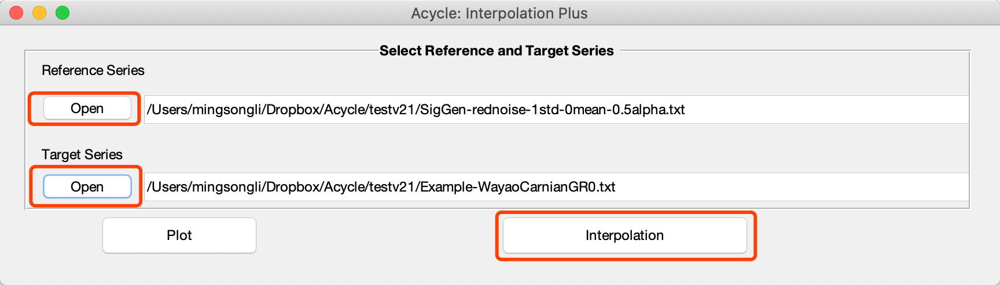 Acycle: Interpolation Plus
Select Reference and Target Series
Reference Series
Open /Users/mingsongli/Dropbox/Acycle/testv21/SigGen-rednoise-1std-0mean-0.5alpha.txt
Target Series
Open /Users/mingsongli/Dropbox/Acycle/testv21/Example-WayaoCarnianGR0.txt
Plot Interpolation